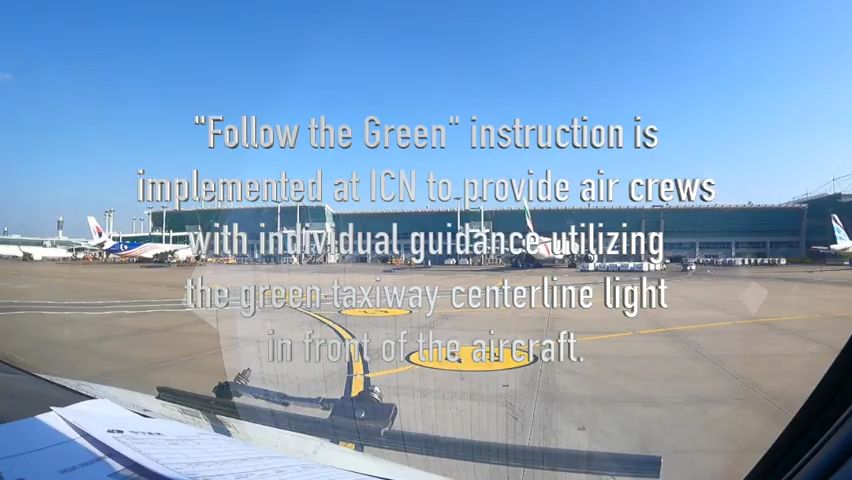 "Follow the Green" instruction is
implemented at ICN to provide air crews
with individual guidance utilizing
the green taxiway centerline light
in front of the aircraft.